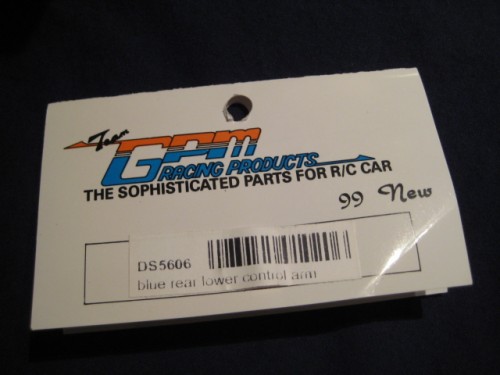 Team
GPM
RACING PRODUCTS
THE SOPHISTICATED PARTS FOR R/C CAR
99 New
DS5606
blue rear lower control arm